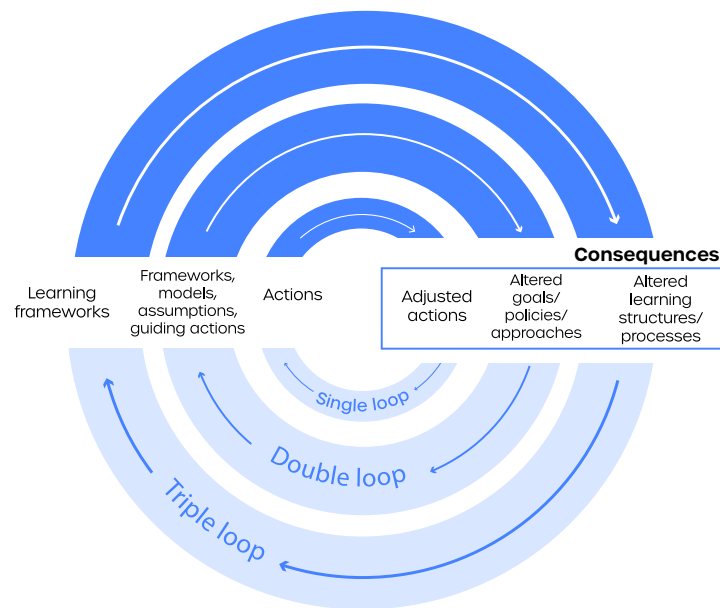 Consequences
Learning
frameworks
Frameworks,
models,
assumptions,
guiding actions
Actions
Adjusted
actions
Altered
goals/
policies/
approaches
Altered
learning
structures/
processes
Single loop
Double loop
Triple loop